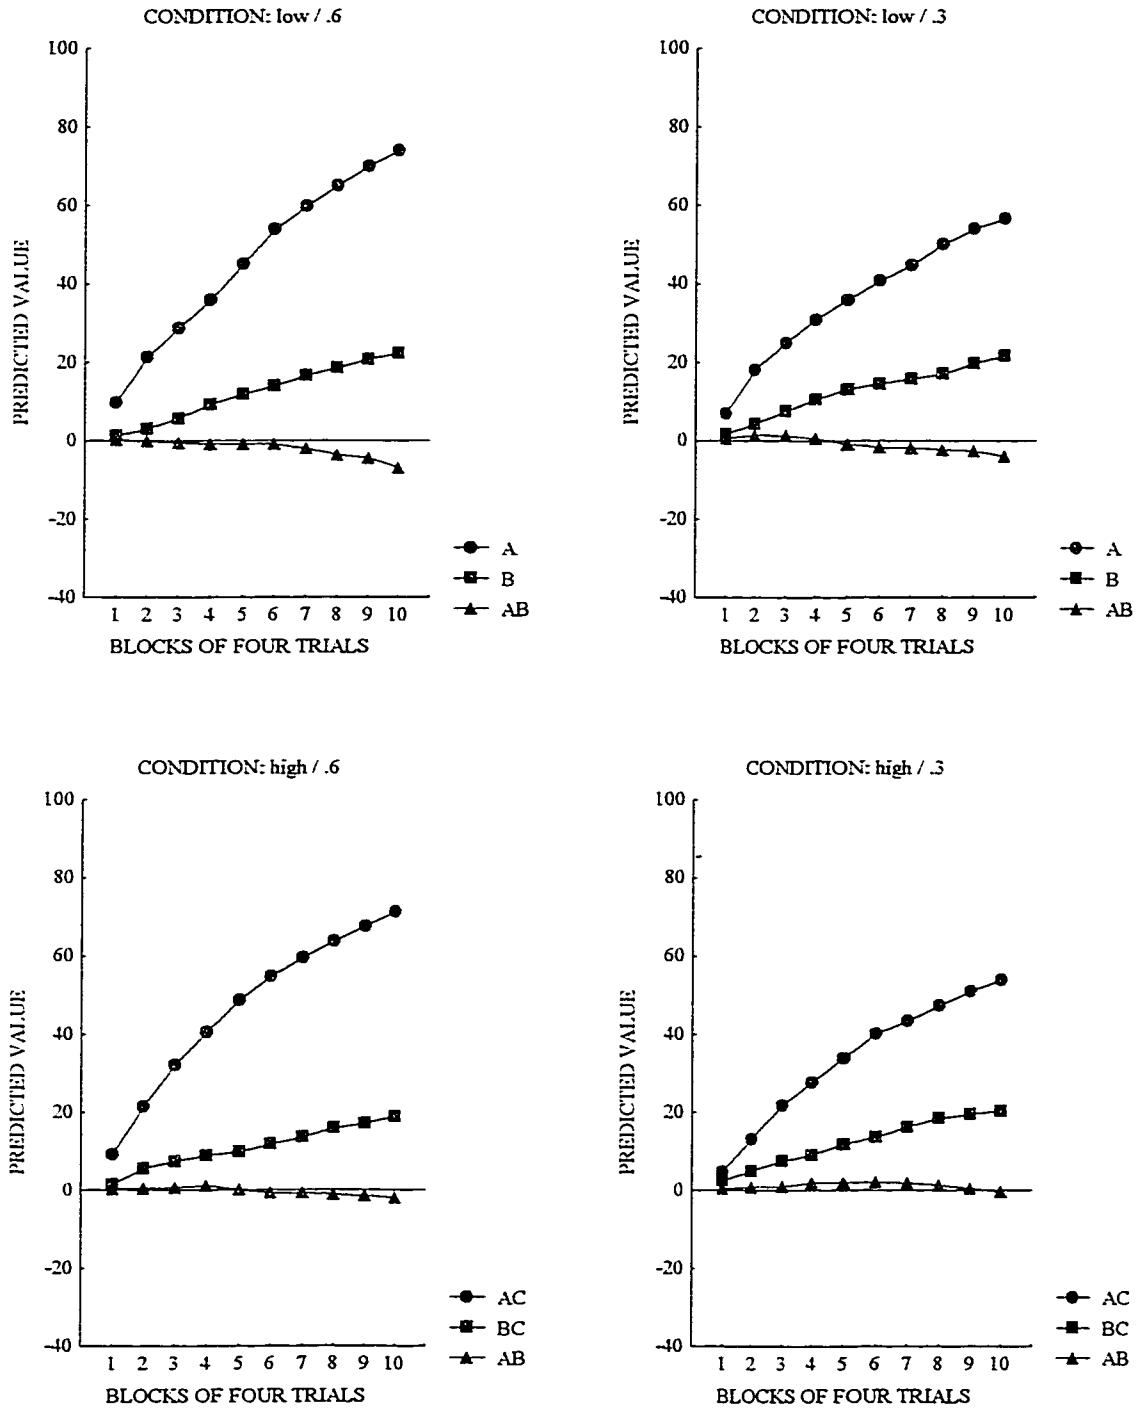 CONDITION: low / .6
100
80
60
40
20
0
-20
-40
PREDICTED VALUE
1 2 3 4 5 6 7 8 9 10
BLOCKS OF FOUR TRIALS
A
B
AB
CONDITION: low / .3
100
80
60
40
20
0
-20
-40
PREDICTED VALUE
1 2 3 4 5 6 7 8 9 10
BLOCKS OF FOUR TRIALS
A
B
AB
CONDITION: high / .6
100
80
60
40
20
0
-20
-40
PREDICTED VALUE
1 2 3 4 5 6 7 8 9 10
BLOCKS OF FOUR TRIALS
AC
BC
AB
CONDITION: high / .3
100
80
60
40
20
0
-20
-40
PREDICTED VALUE
1 2 3 4 5 6 7 8 9 10
BLOCKS OF FOUR TRIALS
AC
BC
AB